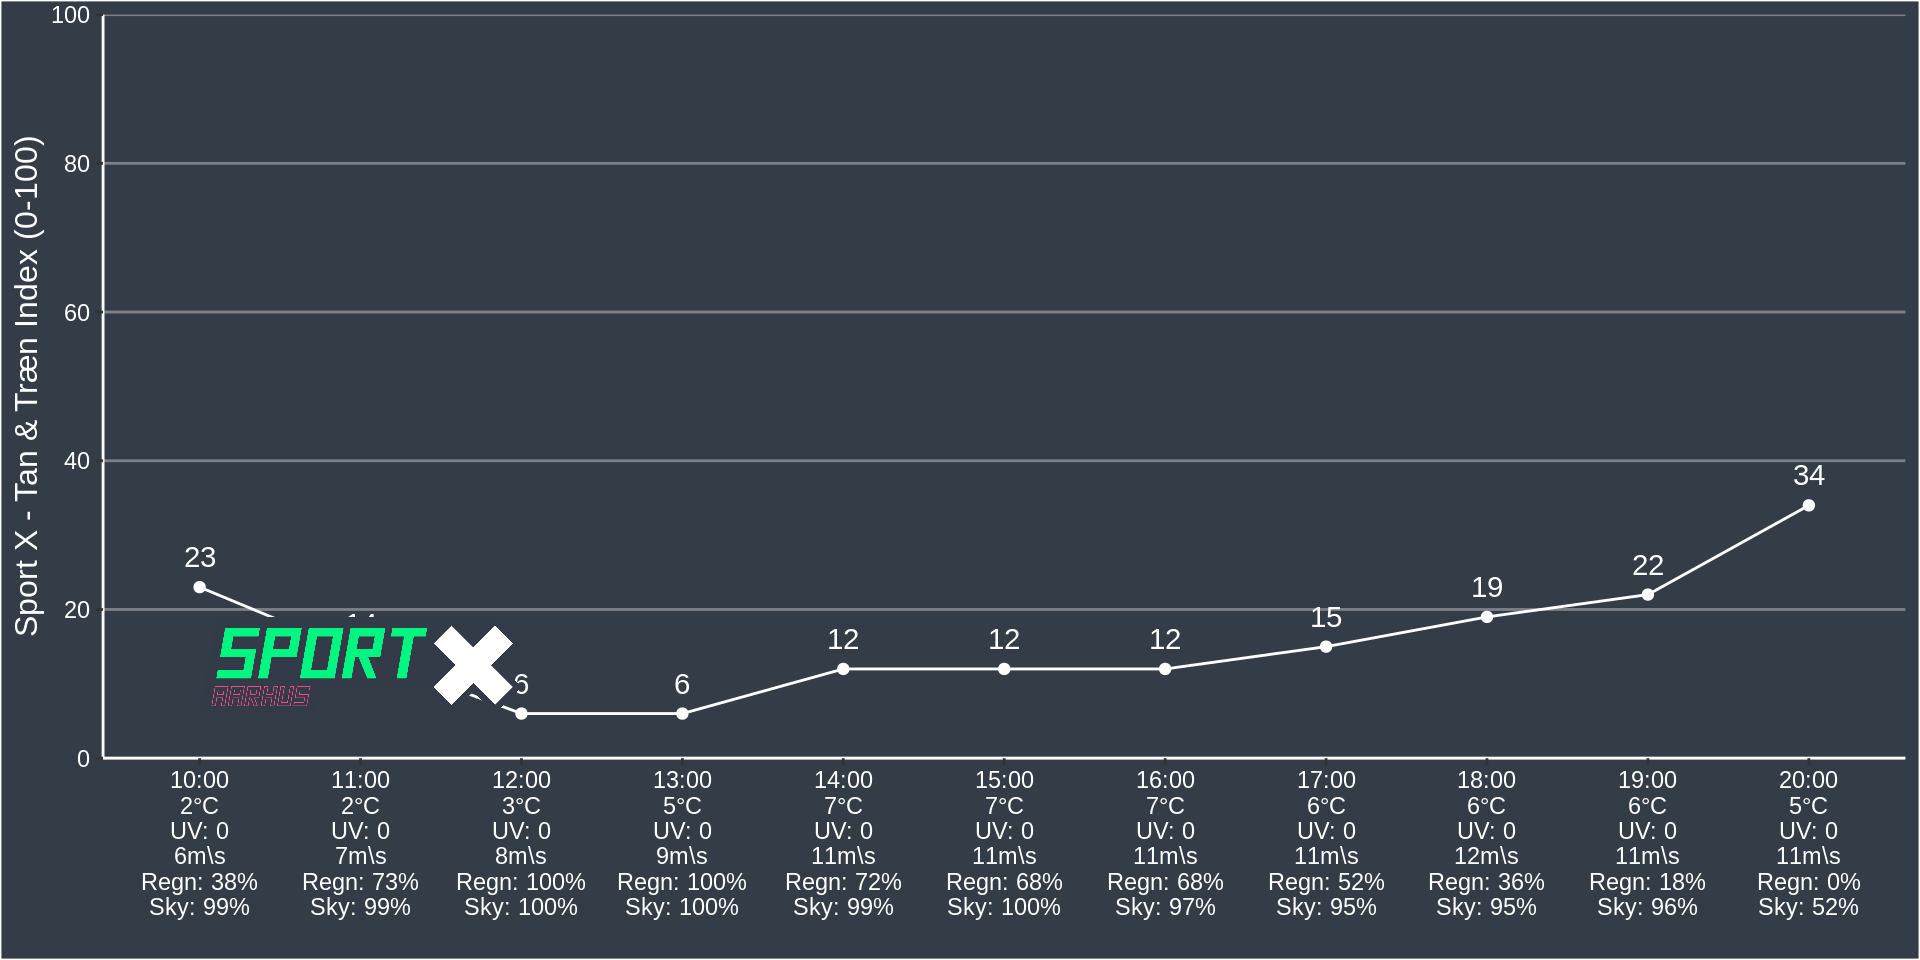 Sport X - Tan & Træn Index (0-100)
100
80
60
40
20
0
23
6
12
12
12
15
19
22
34
SPORT X
AARHUS
10:00 11:00 12:00 13:00 14:00 15:00 16:00 17:00 18:00 19:00 20:00
2°C 2°C 3°C 5°C 7°C 7°C 7°C 6°C 6°C 6°C 5°C
UV: 0 UV: 0 UV: 0 UV: 0 UV: 0 UV: 0 UV: 0 UV: 0 UV: 0 UV: 0 UV: 0
6m\s 7m\s 8m\s 9m\s 11m\s 11m\s 11m\s 11m\s 12m\s 11m\s 11m\s
Regn: 38% Regn: 73% Regn: 100% Regn: 100% Regn: 72% Regn: 68% Regn: 68% Regn: 52% Regn: 36% Regn: 18% Regn: 0%
Sky: 99% Sky: 99% Sky: 100% Sky: 100% Sky: 99% Sky: 100% Sky: 97% Sky: 95% Sky: 95% Sky: 96% Sky: 52%